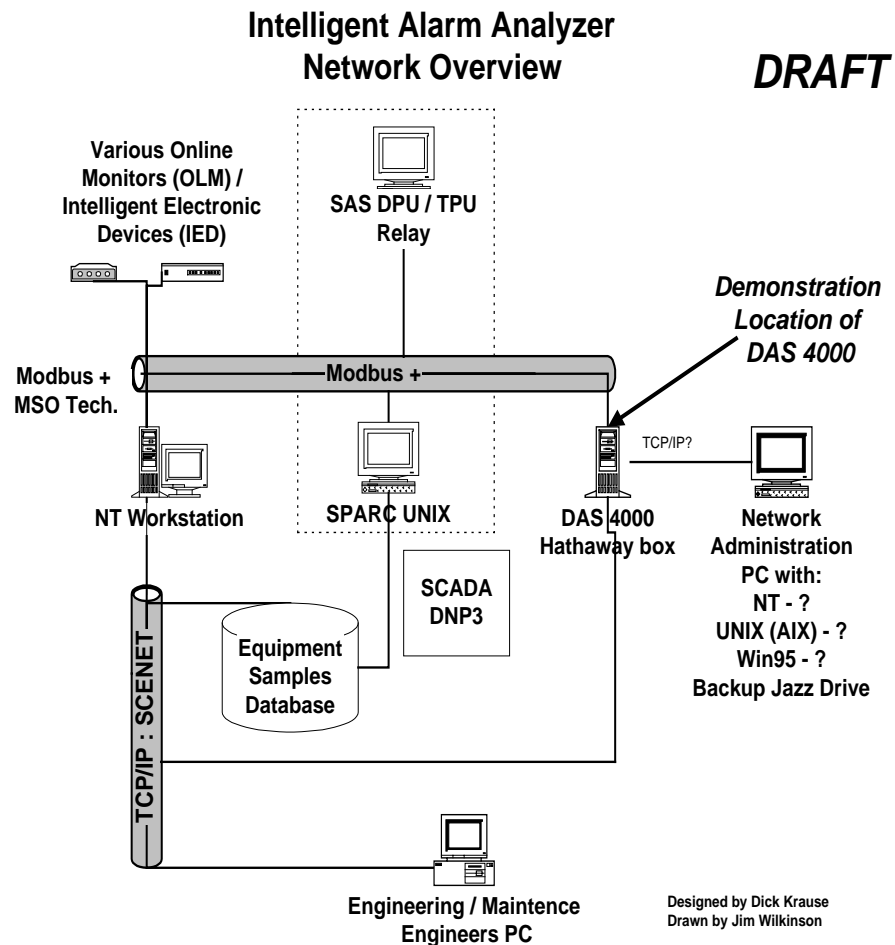 Intelligent Alarm Analyzer
Network Overview
DRAFT
Various Online
Monitors (OLM) /
Intelligent Electronic
Devices (IED)
SAS DPU / TPU
Relay
Demonstration
Location of
DAS 4000
Modbus +
MSO Tech.
Modbus +
TCP/IP?
NT Workstation
SPARC UNIX
DAS 4000
Hathaway box
Network
Administration
PC with:
NT - ?
UNIX (AIX) - ?
Win95 - ?
Backup Jazz Drive
SCADA
DNP3
Equipment
Samples
Database
TCP/IP : SCENET
Engineering / Maintence
Engineers PC
Designed by Dick Krause
Drawn by Jim Wilkinson